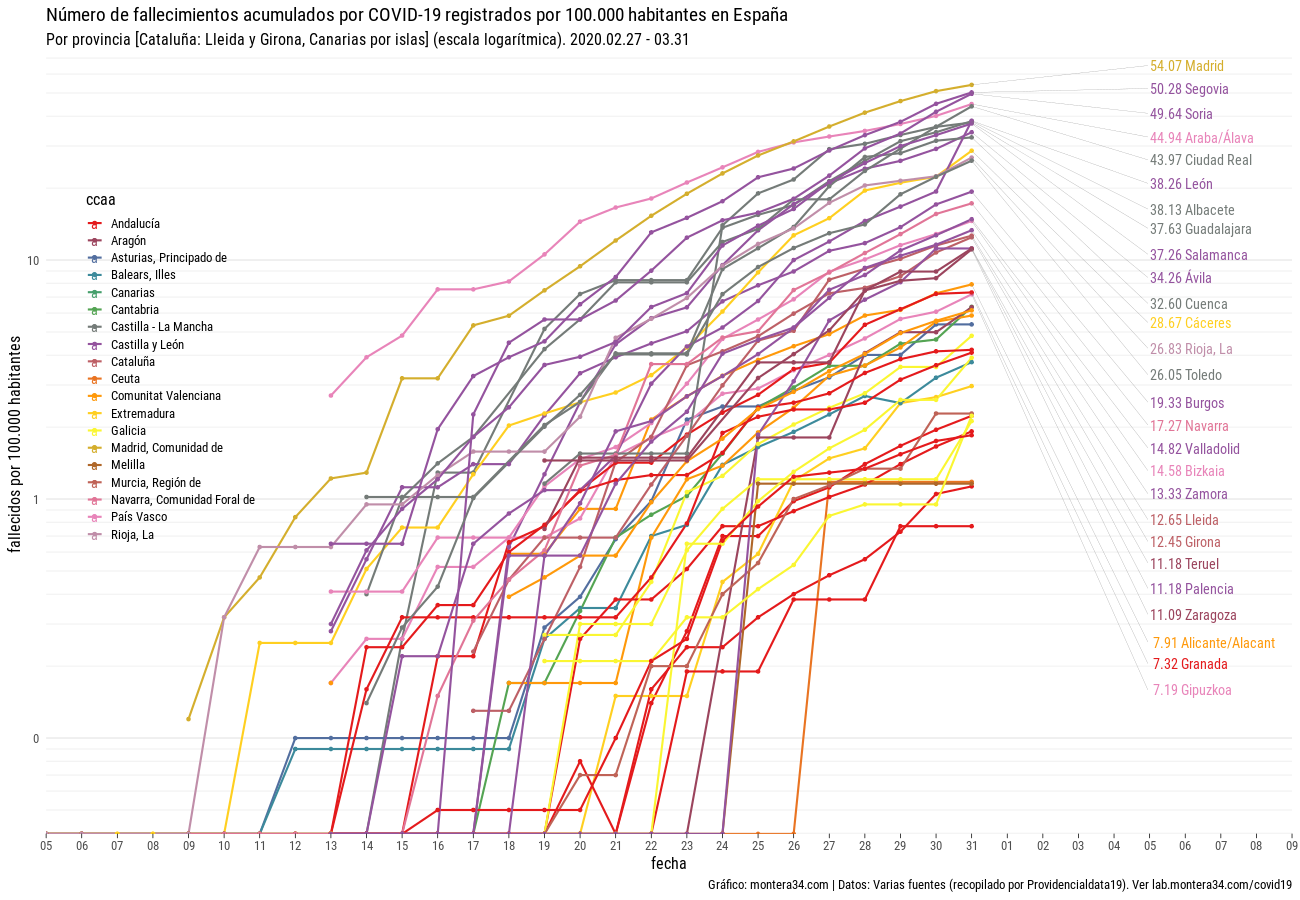 Número de fallecimientos acumulados por COVID-19 registrados por 100.000 habitantes en España
Por provincia [Cataluña: Lleida y Girona, Canarias por islas] (escala logarítmica). 2020.02.27 - 03.31
fallecidos por 100.000 habitantes
10
1
0
ccaa
Andalucía
Aragón
Asturias, Principado de
Balears, Illes
Canarias
Cantabria
Castilla - La Mancha
Castilla y León
Cataluña
Ceuta
Comunitat Valenciana
Extremadura
Galicia
Madrid, Comunidad de
Melilla
Murcia, Región de
Navarra, Comunidad Foral de
País Vasco
Rioja, La
54.07 Madrid
50.28 Segovia
49.64 Soria
44.94 Araba/Álava
43.97 Ciudad Real
38.26 León
38.13 Albacete
37.63 Guadalajara
37.26 Salamanca
34.26 Ávila
32.60 Cuenca
28.67 Cáceres
26.83 Rioja, La
26.05 Toledo
19.33 Burgos
17.27 Navarra
14.82 Valladolid
14.58 Bizkaia
13.33 Zamora
12.65 Lleida
12.45 Girona
11.18 Teruel
11.18 Palencia
11.09 Zaragoza
7.91 Alicante/Alacant
7.32 Granada
7.19 Gipuzkoa
05 06 07 08 09 10 11 12 13 14 15 16 17 18 19 20 21 22 23 24 25 26 27 28 29 30 31 01 02 03 04 05 06 07 08 09
fecha
Gráfico: montera34.com | Datos: Varias fuentes (recopilado por Providencialdata19). Ver lab.montera34.com/covid19